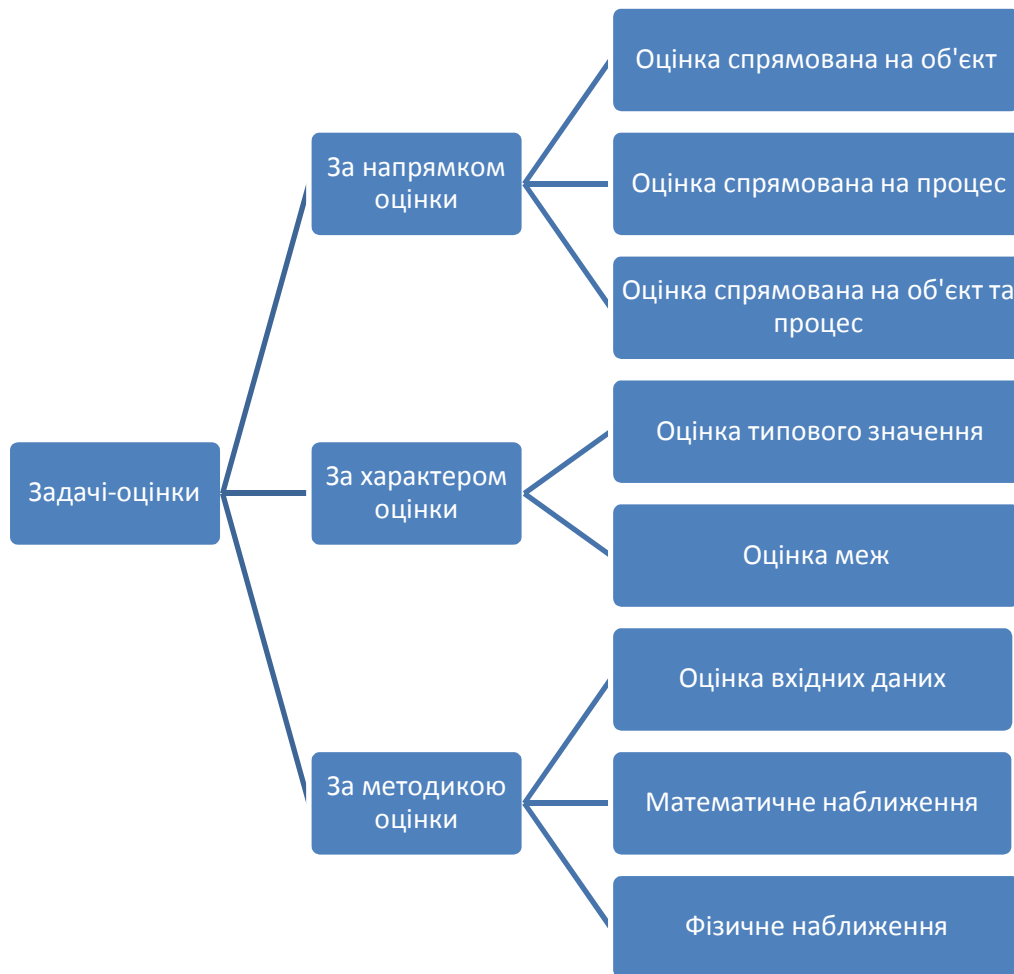 Задачі-оцінки
За напрямком
оцінки
Оцінка спрямована на об'єкт
Оцінка спрямована на процес
Оцінка спрямована на об'єкт та
процес
За характером
оцінки
Оцінка типового значення
Оцінка меж
За методикою
оцінки
Оцінка вхідних даних
Математичне наближення
Фізичне наближення